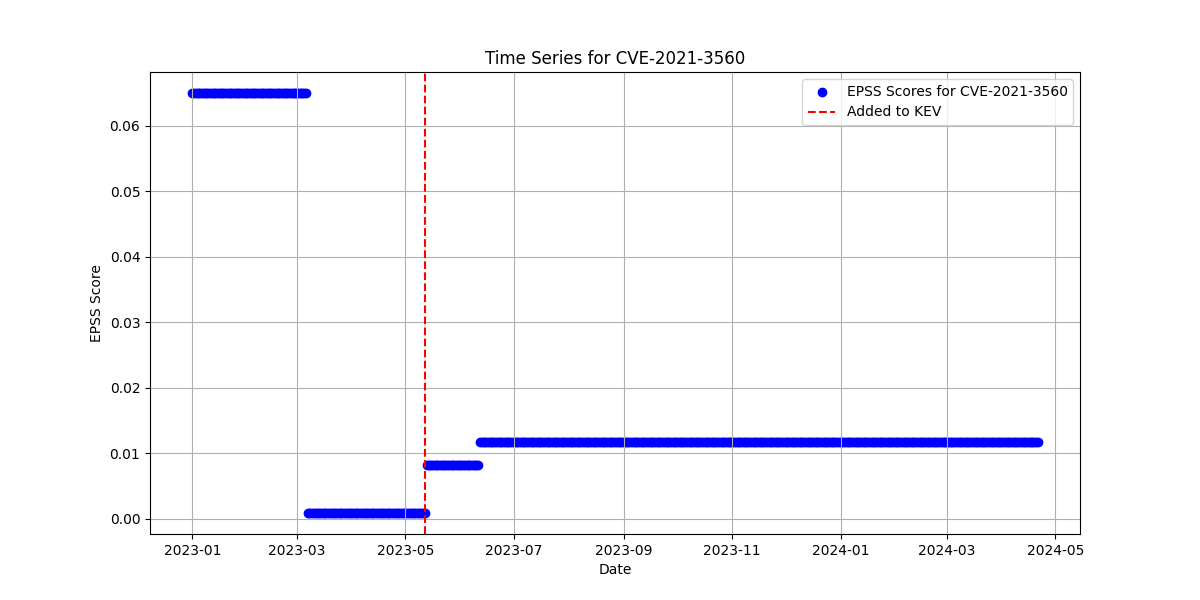 Time Series for CVE-2021-3560
EPSS Scores for CVE-2021-3560
Added to KEV
EPSS Score
0.06
0.05
0.04
0.03
0.02
0.01
0.00
2023-01 2023-03 2023-05 2023-07 2023-09 2023-11 2024-01 2024-03 2024-05
Date